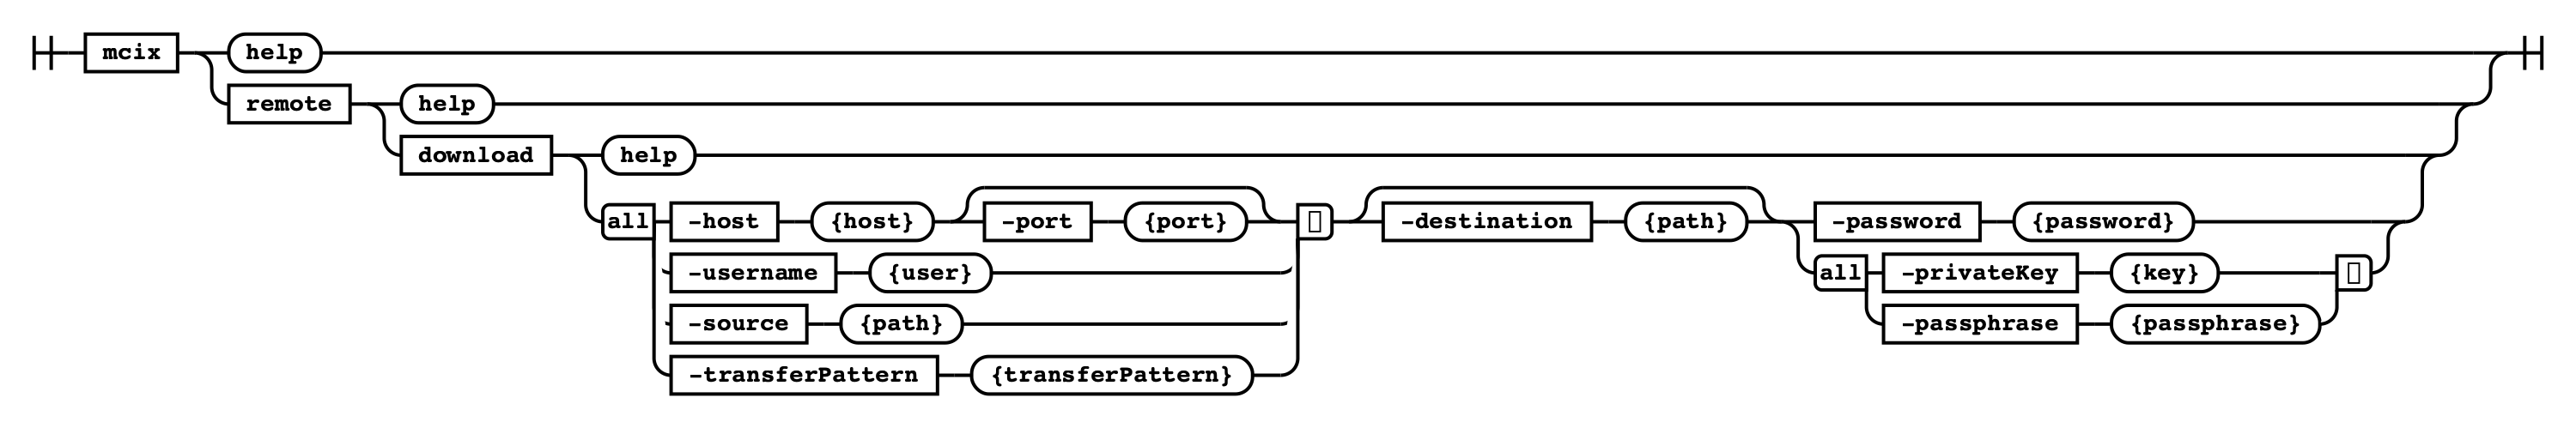 mcix help
remote help
download help
all -host {host} -port {port} -destination {path} -password {password}
-username {user} all -privateKey {key}
-source {path} -passphrase {passphrase}
-transferPattern {transferPattern}